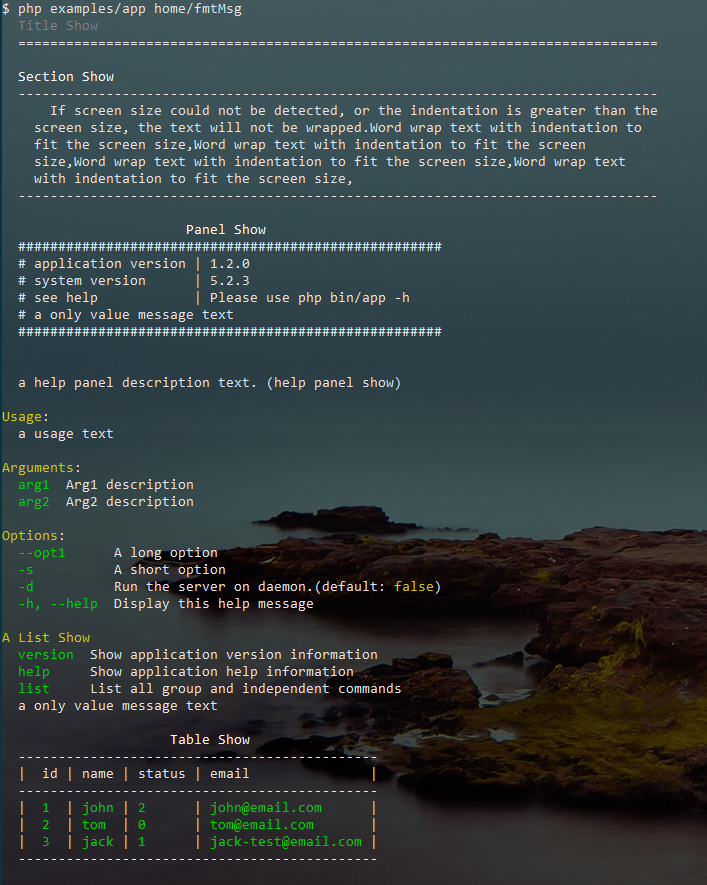 $ php examples/app home/fmtMsg
  Title Show
  ================================================================================

  Section Show
  --------------------------------------------------------------------------------
      If screen size could not be detected, or the indentation is greater than the
    screen size, the text will not be wrapped.Word wrap text with indentation to
    fit the screen size,Word wrap text with indentation to fit the screen
    size,Word wrap text with indentation to fit the screen size,Word wrap text
    with indentation to fit the screen size,
  --------------------------------------------------------------------------------

                       Panel Show
  #####################################################
  # application version | 1.2.0
  # system version      | 5.2.3
  # see help            | Please use php bin/app -h
  # a only value message text
  #####################################################


  a help panel description text. (help panel show)

Usage:
  a usage text

Arguments:
  arg1  Arg1 description
  arg2  Arg2 description

Options:
  --opt1      A long option
  -s          A short option
  -d          Run the server on daemon.(default: false)
  -h, --help  Display this help message

A List Show
  version  Show application version information
  help     Show application help information
  list     List all group and independent commands
  a only value message text

                     Table Show
  ---------------------------------------------
  |  id | name | status | email               |
  ---------------------------------------------
  |  1  | john | 2      | john@email.com      |
  |  2  | tom  | 0      | tom@email.com       |
  |  3  | jack | 1      | jack-test@email.com |
  ---------------------------------------------